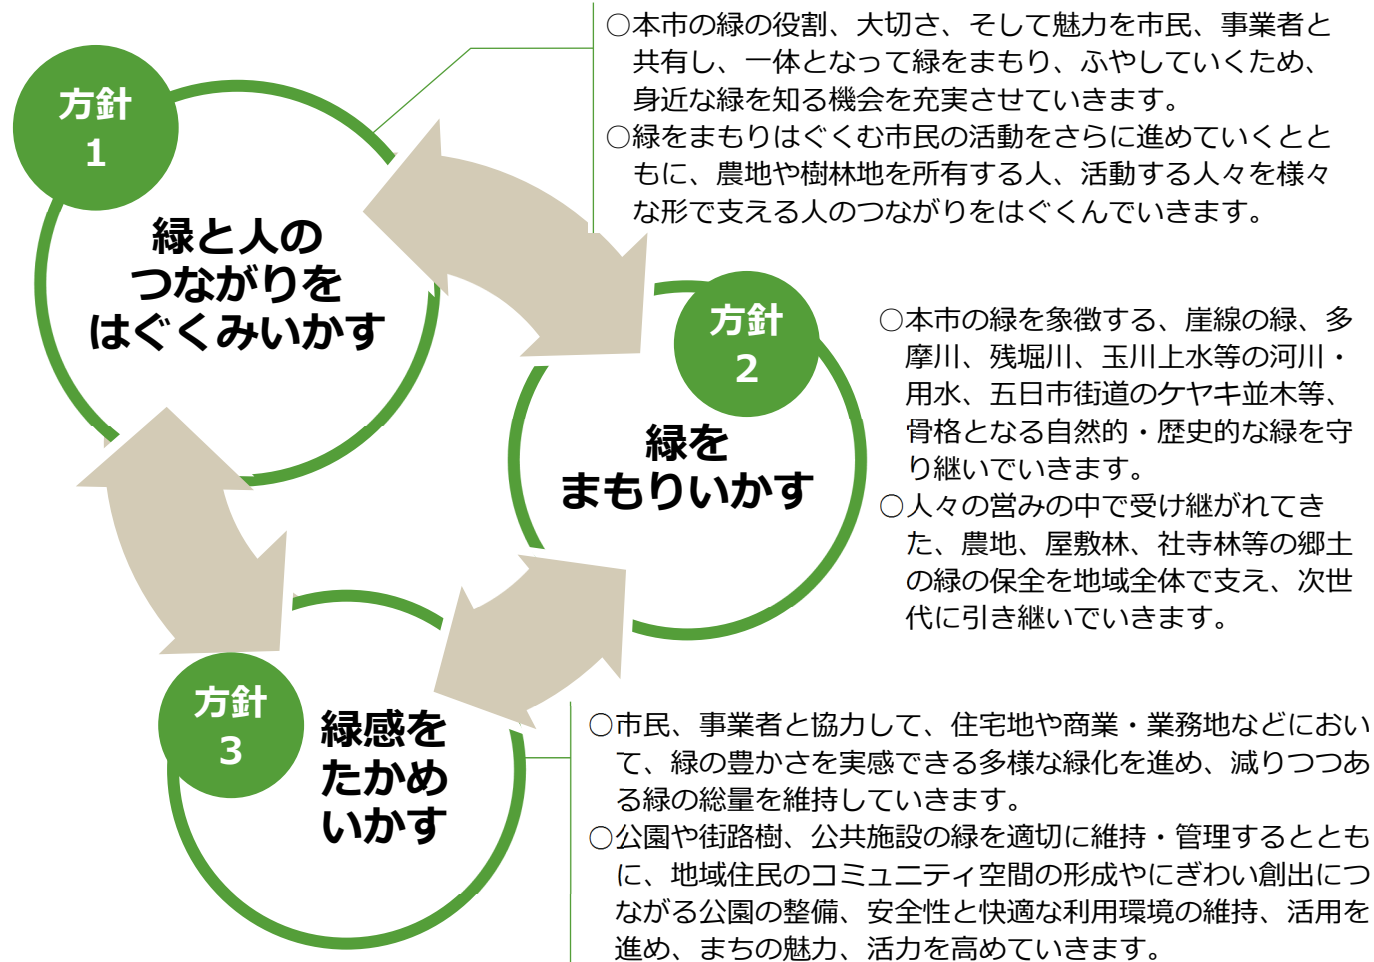 方針
1
緑と人の
つながりを
はぐくみいかす
○本市の緑の役割、大切さ、そして魅力を市民、事業者と
共有し、一体となって緑をまもり、ふやしていくため、
身近な緑を知る機会を充実させていきます。
○緑をまもりはぐくむ市民の活動をさらに進めていくとと
もに、農地や樹林地を所有する人、活動する人々を様々
な形で支える人のつながりをはぐくんでいきます。
方針
2
緑を
まもりいかす
○本市の緑を象徴する、崖線の緑、多
摩川、残堀川、玉川上水等の河川・
用水、五日市街道のケヤキ並木等、
骨格となる自然的・歴史的な緑を守
り継いでいきます。
○人々の営みの中で受け継がれてき
た、農地、屋敷林、社寺林等の郷土
の緑の保全を地域全体で支え、次世
代に引き継いでいきます。
方針
3
緑感を
たかめ
いかす
○市民、事業者と協力して、住宅地や商業・業務地などにおい
て、緑の豊かさを実感できる多様な緑化を進め、減りつつあ
る緑の総量を維持していきます。
○公園や街路樹、公共施設の緑を適切に維持・管理するととも
に、地域住民のコミュニティ空間の形成やにぎわい創出につ
ながる公園の整備、安全性と快適な利用環境の維持、活用を
進め、まちの魅力、活力を高めていきます。